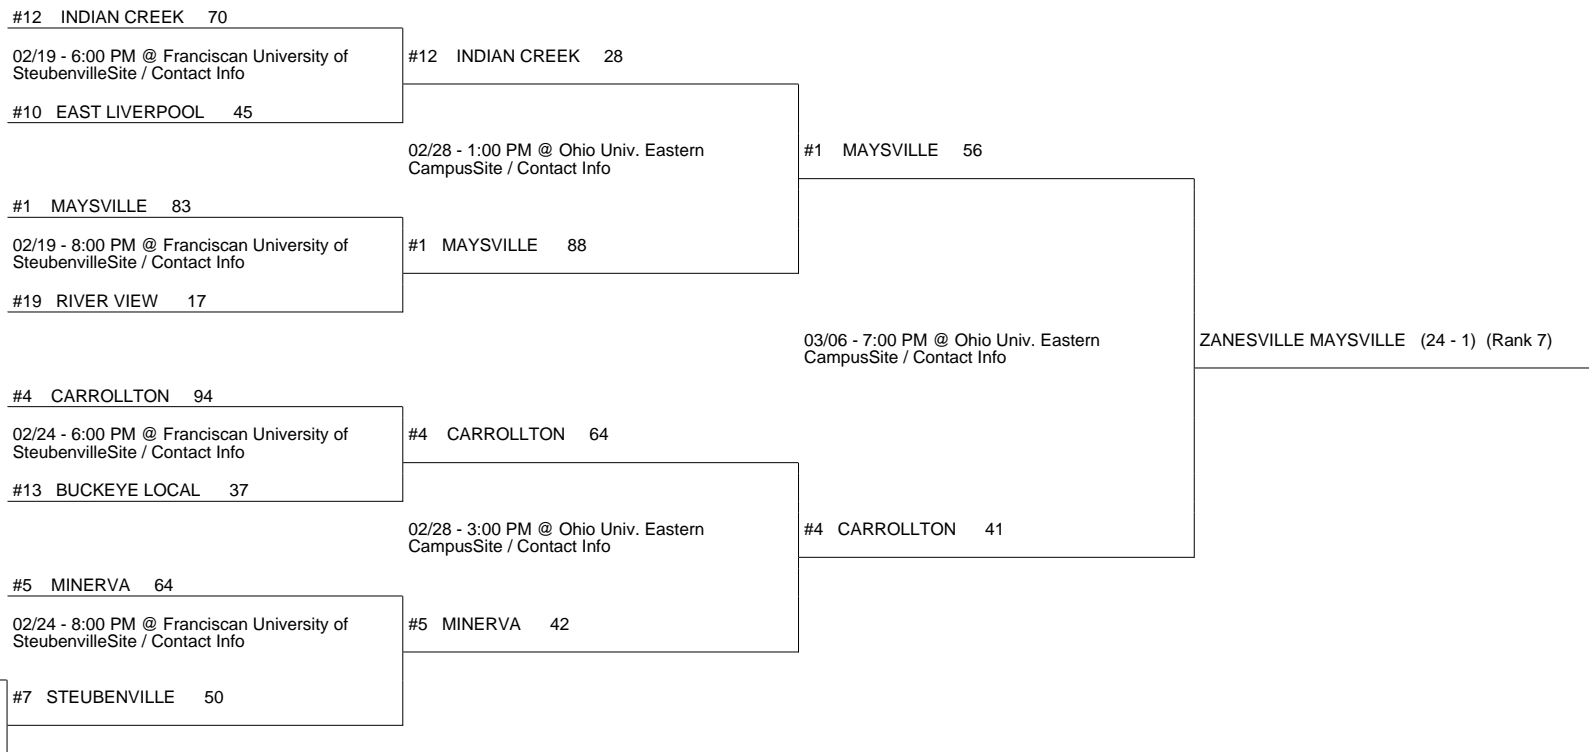 #12 INDIAN CREEK 70
02/19 - 6:00 PM @ Franciscan University of
SteubenvilleSite / Contact Info
#10 EAST LIVERPOOL 45
#12 INDIAN CREEK 28
02/28 - 1:00 PM @ Ohio Univ. Eastern
CampusSite / Contact Info
#1 MAYSVILLE 56
#1 MAYSVILLE 83
02/19 - 8:00 PM @ Franciscan University of
SteubenvilleSite / Contact Info
#19 RIVER VIEW 17
#1 MAYSVILLE 88
03/06 - 7:00 PM @ Ohio Univ. Eastern
CampusSite / Contact Info
ZANESVILLE MAYSVILLE (24 - 1) (Rank 7)
#4 CARROLLTON 94
02/24 - 6:00 PM @ Franciscan University of
SteubenvilleSite / Contact Info
#13 BUCKEYE LOCAL 37
#4 CARROLLTON 64
02/28 - 3:00 PM @ Ohio Univ. Eastern
CampusSite / Contact Info
#4 CARROLLTON 41
#5 MINERVA 64
02/24 - 8:00 PM @ Franciscan University of
SteubenvilleSite / Contact Info
#5 MINERVA 42
#7 STEUBENVILLE 50